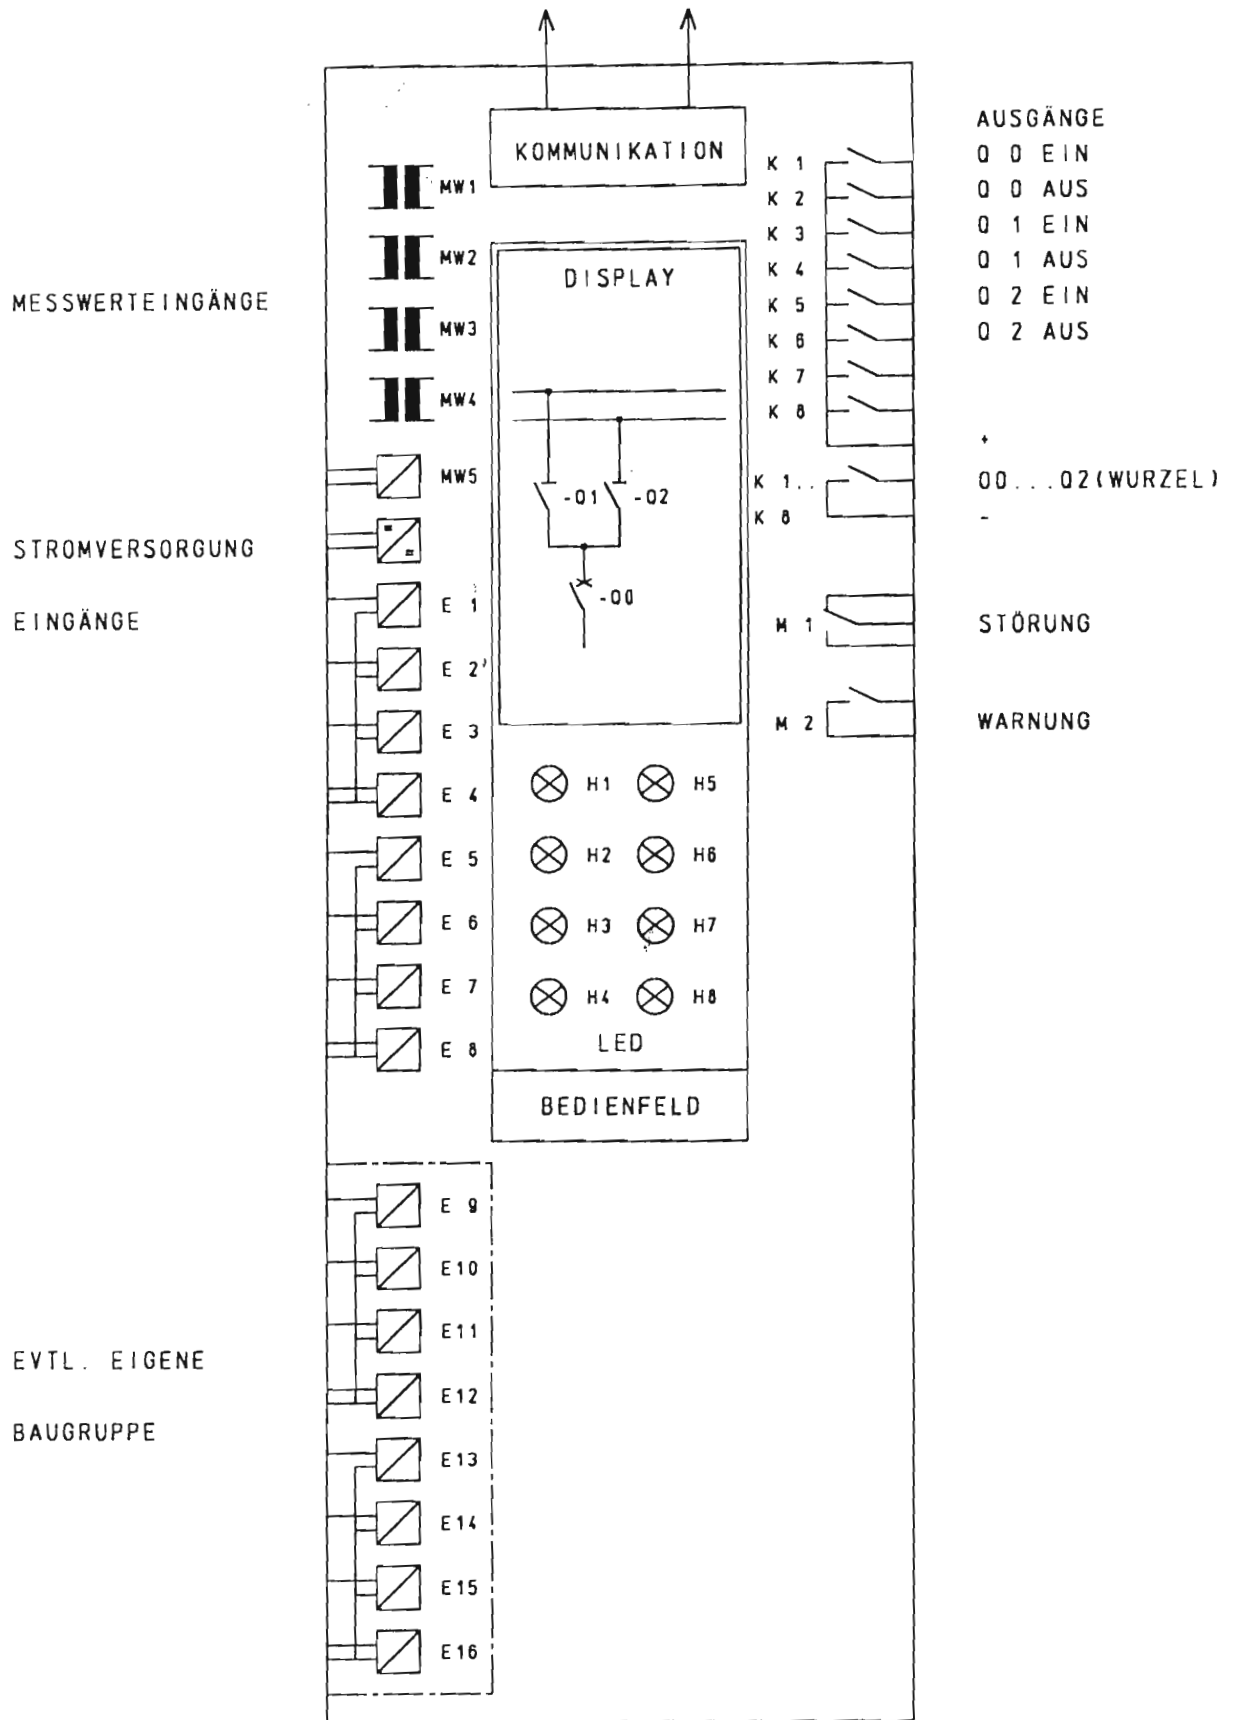 KOMMUNIKATION
AUSGÄNGE
K 1
Q 0 EIN
MW1
K 2
Q 0 AUS
K 3
Q 1 EIN
MW2
K 4
Q 1 AUS
DISPLAY
MESSWERTEINGÄNGE
K 5
Q 2 EIN
MW3
K 6
Q 2 AUS
K 7
MW4
K 8
+
MW5
K 1..
Q0...Q2(WURZEL)
-Q1
-Q2
K 8
-
STROMVERSORGUNG
=
=
EINGÄNGE
E 1
-Q0
M 1
STÖRUNG
E 2
E 3
M 2
WARNUNG
E 4
H1
H5
E 5
H2
H6
E 6
H3
H7
E 7
H4
H8
E 8
LED
BEDIENFELD
E 9
E10
E11
EVTL. EIGENE
E12
BAUGRUPPE
E13
E14
E15
E16